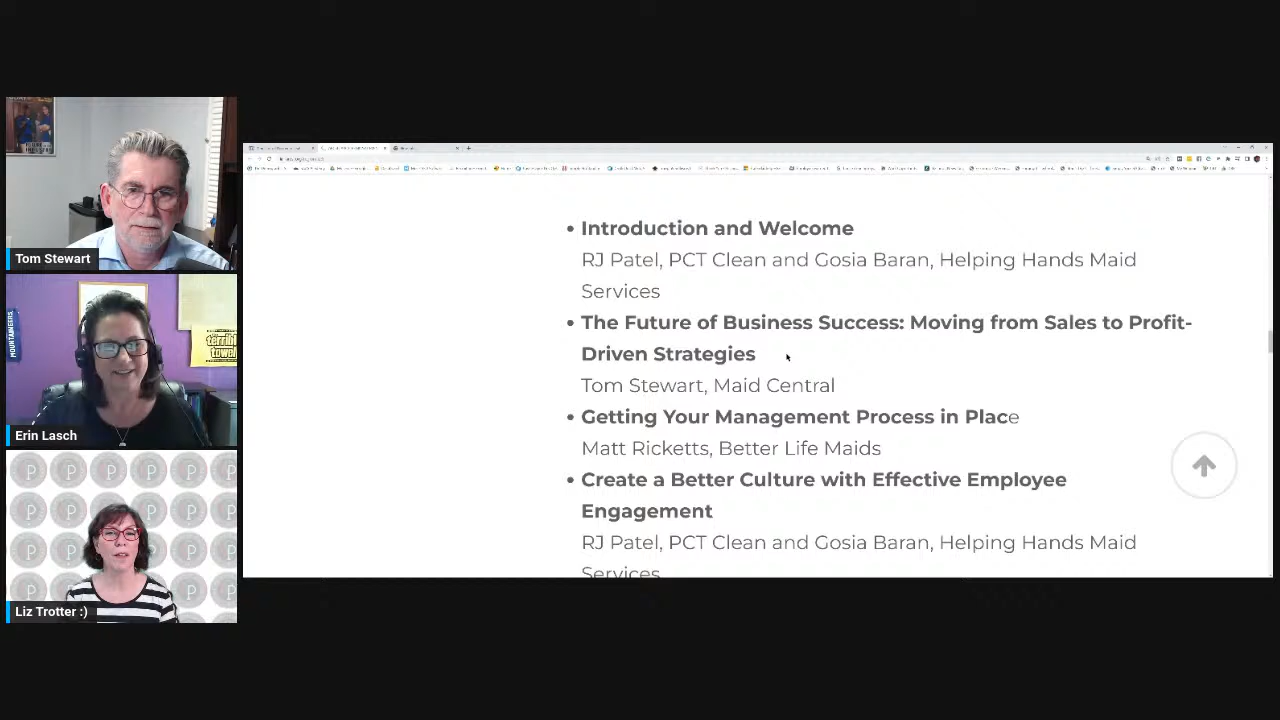 Tom Stewart
MOUNTAINEERS
Erin Lasch
Liz Trotter :)
• Introduction and Welcome
RJ Patel, PCT Clean and Gosia Baran, Helping Hands Maid
Services
• The Future of Business Success: Moving from Sales to Profit-
Driven Strategies
Tom Stewart, Maid Central
• Getting Your Management Process in Place
Matt Ricketts, Better Life Maids
• Create a Better Culture with Effective Employee
Engagement
RJ Patel, PCT Clean and Gosia Baran, Helping Hands Maid
Services